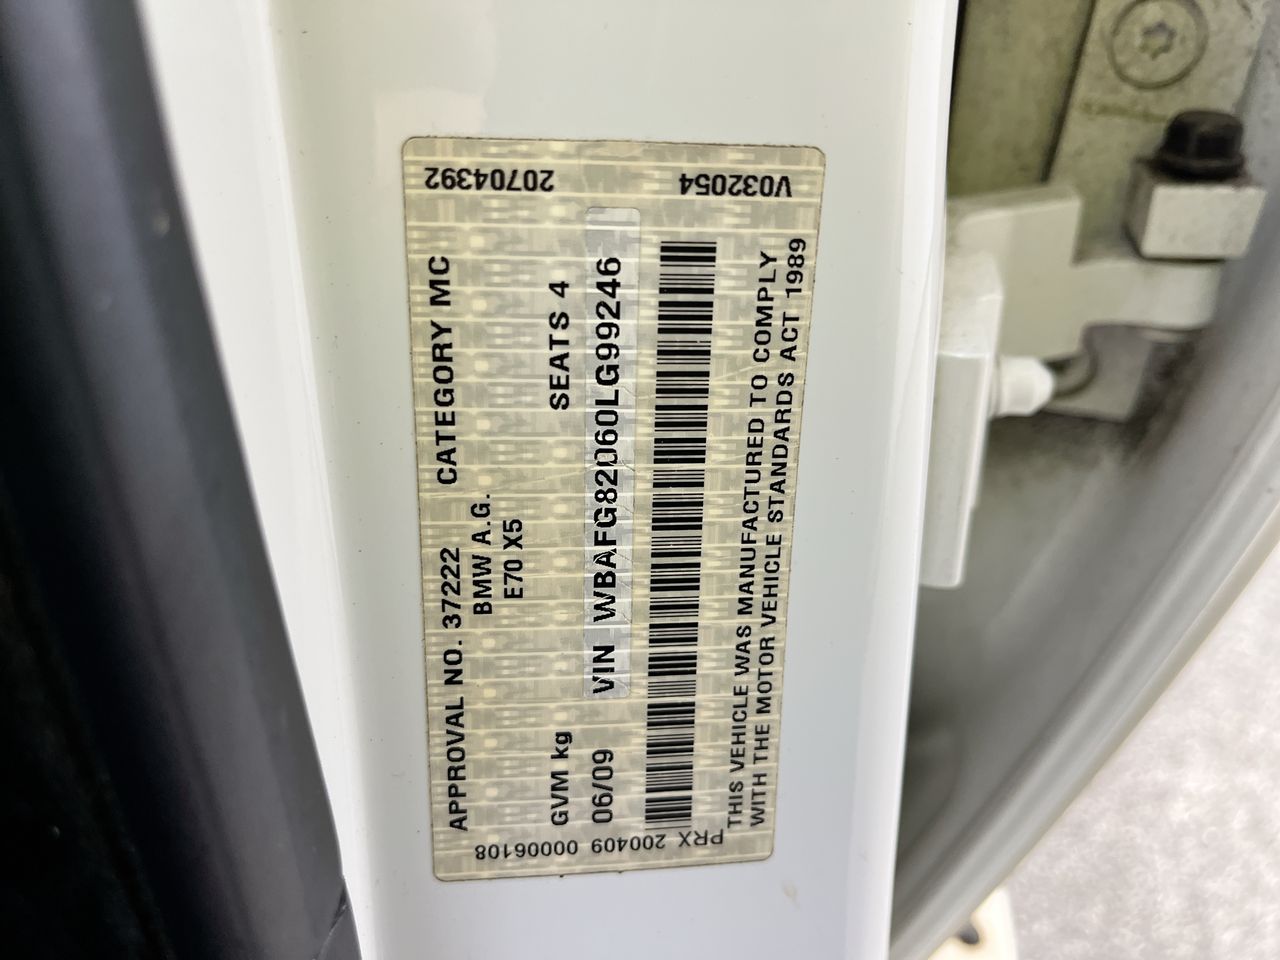 APPROVAL NO. 37222 CATEGORY MC
BMW A.G.
E70 X5
GVM kg SEATS 4
06/09 VIN WBAFG82060LG99246
THIS VEHICLE WAS MANUFACTURED TO COMPLY
WITH THE MOTOR VEHICLE STANDARDS ACT 1989
20704392 V032054
PRX 200409 00006108